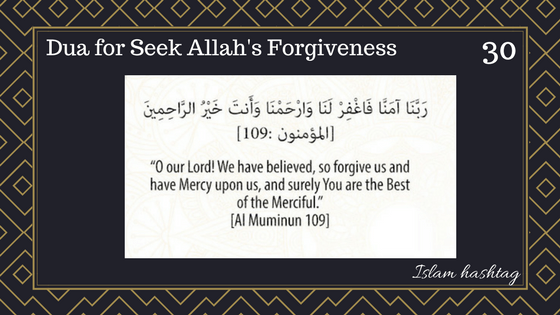 Dua for Seek Allah's Forgiveness
30
رَبَّنَا آمَنَّا فَاغْفِرْ لَنَا وَارْحَمْنَا وَأَنتَ خَيْرُ الرَّاحِمِينَ
[المؤمنون :109]
“O our Lord! We have believed, so forgive us and
have Mercy upon us, and surely You are the Best
of the Merciful.”
[Al Muminun 109]
Islam hashtag